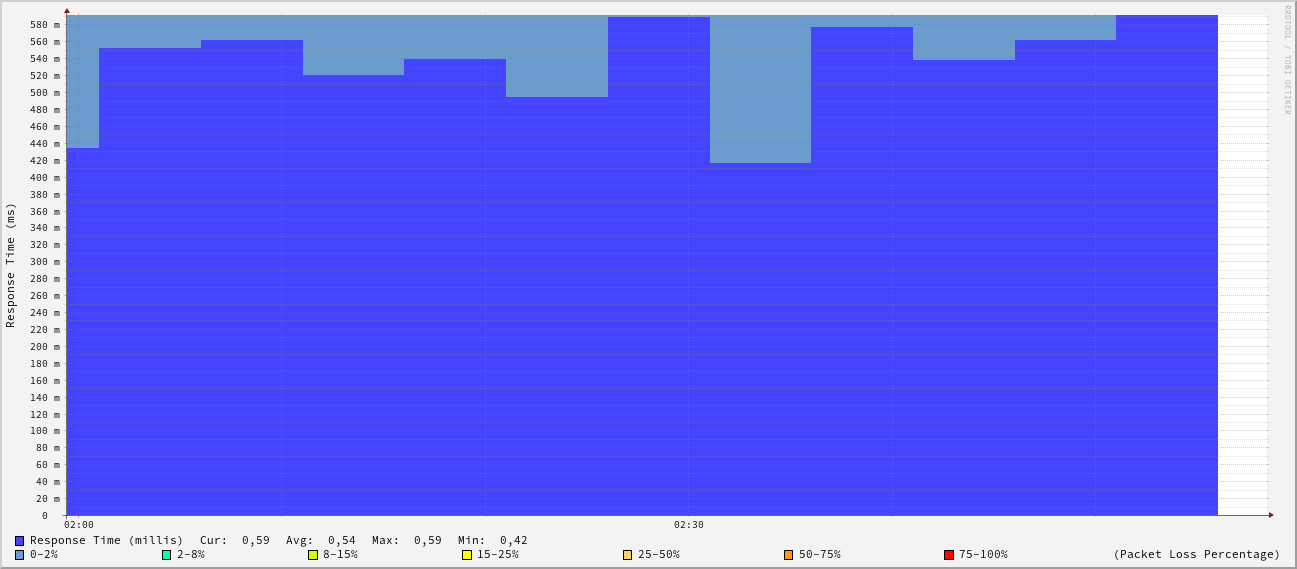 RRDTOOL / TOBI OETIKER
Response Time (ms)
580 m
560 m
540 m
520 m
500 m
480 m
460 m
440 m
420 m
400 m
380 m
360 m
340 m
320 m
300 m
280 m
260 m
240 m
220 m
200 m
180 m
160 m
140 m
120 m
100 m
80 m
60 m
40 m
20 m
0
02:00 02:30
Response Time (millis) Cur: 0,59 Avg: 0,54 Max: 0,59 Min: 0,42
0-2% 2-8% 8-15% 15-25% 25-50% 50-75% 75-100% (Packet Loss Percentage)